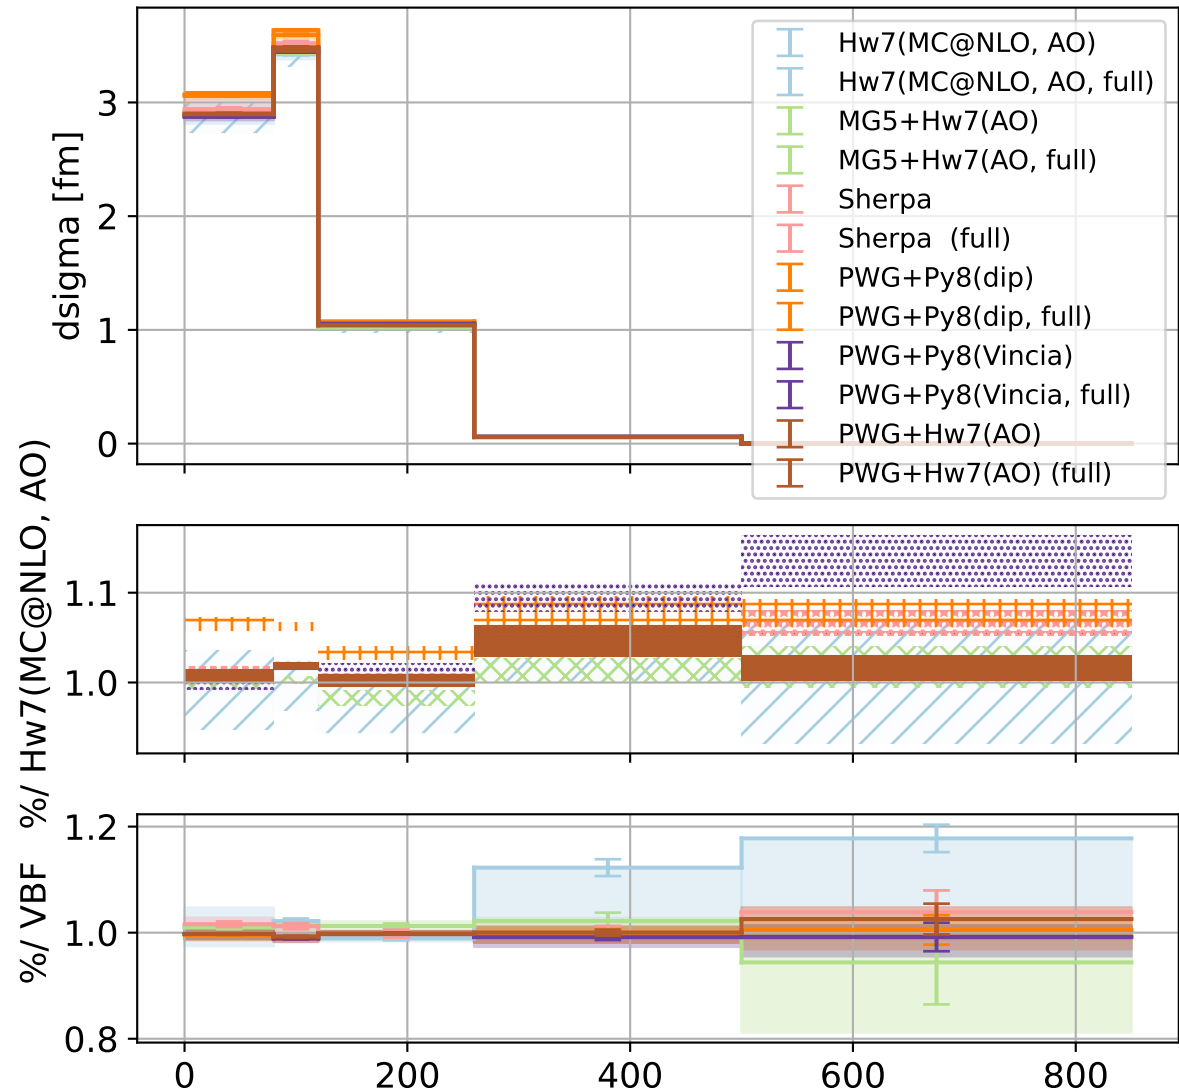 3
2
1
0
dsigma [fm]
Hw7(MC@NLO, AO)
Hw7(MC@NLO, AO, full)
MG5+Hw7(AO)
MG5+Hw7(AO, full)
Sherpa
Sherpa  (full)
PWG+Py8(dip)
PWG+Py8(dip, full)
PWG+Py8(Vincia)
PWG+Py8(Vincia, full)
PWG+Hw7(AO)
PWG+Hw7(AO) (full)
%/ Hw7(MC@NLO, AO)
1.1
1.0
%/ VBF
1.2
1.0
0.8
0 200 400 600 800